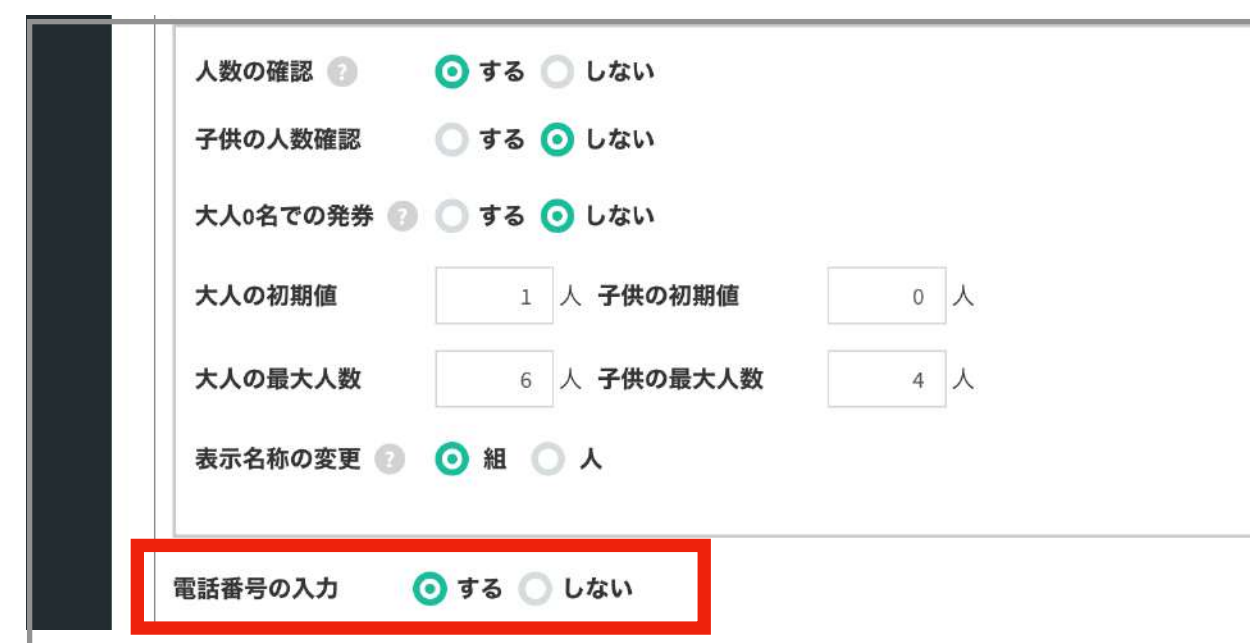 人数の確認 ? する しない
子供の人数確認 する しない
大人0名での発券 ? する しない
大人の初期値 1 人 子供の初期値 0 人
大人の最大人数 6 人 子供の最大人数 4 人
表示名称の変更 ? 組 人
電話番号の入力 する しない